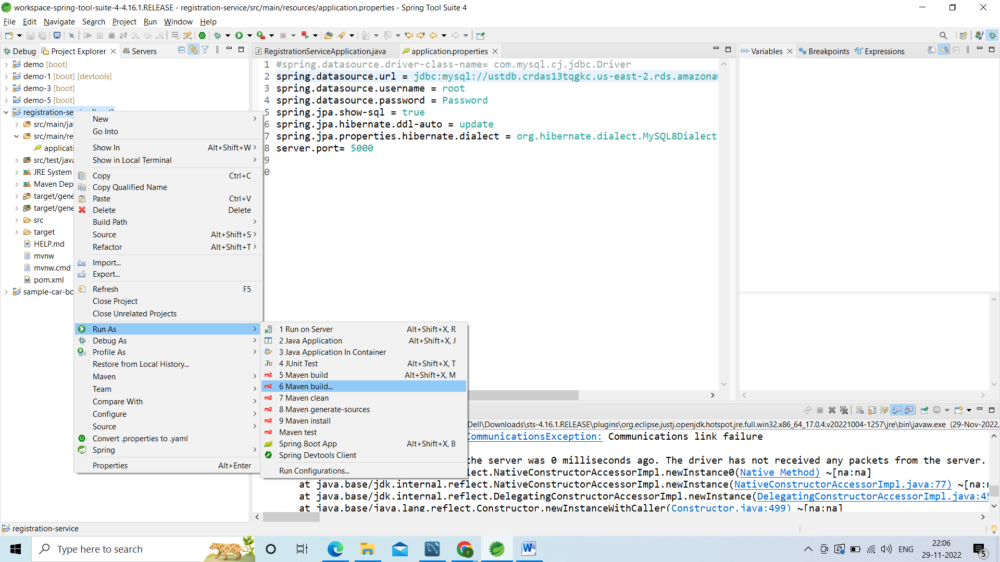 workspace-spring-tool-suite-4-4.16.1.RELEASE - registration-service/src/main/resources/application.properties - Spring Tool Suite 4
File Edit Navigate Search Project Run Window Help
Debug Project Explorer Servers
RegistrationServiceApplication.java application.properties
(x)= Variables Breakpoints Expressions
demo [boot]
demo-1 [boot] [devtools]
demo-3 [boot]
demo-5 [boot]
registration-se
src/main/ja
src/main/re
applicati
src/test/java
JRE System
Maven Dep
target/gene
target/gene
src
target
HELP.md
mvnw
mvnw.cmd
pom.xml
sample-car-bo
1 #spring.datasource.driver-class-name= com.mysql.cj.jdbc.Driver
2 spring.datasource.url = jdbc:mysql://ustdb.crdas13tqgkc.us-east-2.rds.amazona
3 spring.datasource.username = root
4 spring.datasource.password = Password
5 spring.jpa.show-sql = true
6 spring.jpa.hibernate.ddl-auto = update
7 spring.jpa.properties.hibernate.dialect = org.hibernate.dialect.MySQL8Dialect
8 server.port= 5000
9
0
New
Go Into
Show In Alt+Shift+W
Show in Local Terminal
Copy Ctrl+C
Copy Qualified Name
Paste Ctrl+V
Delete Delete
Build Path
Source Alt+Shift+S
Refactor Alt+Shift+T
Import...
Export...
Refresh F5
Close Project
Close Unrelated Projects
Run As
Debug As
Profile As
Restore from Local History...
Maven
Team
Compare With
Configure
Source
Convert .properties to .yaml
Spring
Properties Alt+Enter
1 Run on Server Alt+Shift+X, R
2 Java Application Alt+Shift+X, J
3 Java Application In Container
4 JUnit Test Alt+Shift+X, T
5 Maven build Alt+Shift+X, M
6 Maven build...
7 Maven clean
8 Maven generate-sources
9 Maven install
Maven test
Spring Boot App Alt+Shift+X, B
Spring Devtools Client
Run Configurations...
Dell\Downloads\sts-4.16.1.RELEASE\plugins\org.eclipse.justj.openjdk.hotspot.jre.full.win32.x86_64_17.0.4.v20221004-1257\jre\bin\javaw.exe (29-Nov-2022,
CommunicationsException: Communications link failure
the server was 0 milliseconds ago. The driver has not received any packets from the server.
lect.NativeConstructorAccessorImpl.newInstance0(Native Method) ~[na:na]
at java.base/jdk.internal.reflect.NativeConstructorAccessorImpl.newInstance(NativeConstructorAccessorImpl.java:77) ~[na:n
at java.base/jdk.internal.reflect.DelegatingConstructorAccessorImpl.newInstance(DelegatingConstructorAccessorImpl.java:45
at java.base/java.lang.reflect.Constructor.newInstanceWithCaller(Constructor.java:499) ~[na:na]
registration-service
Type here to search
ENG
22:06
29-11-2022
5